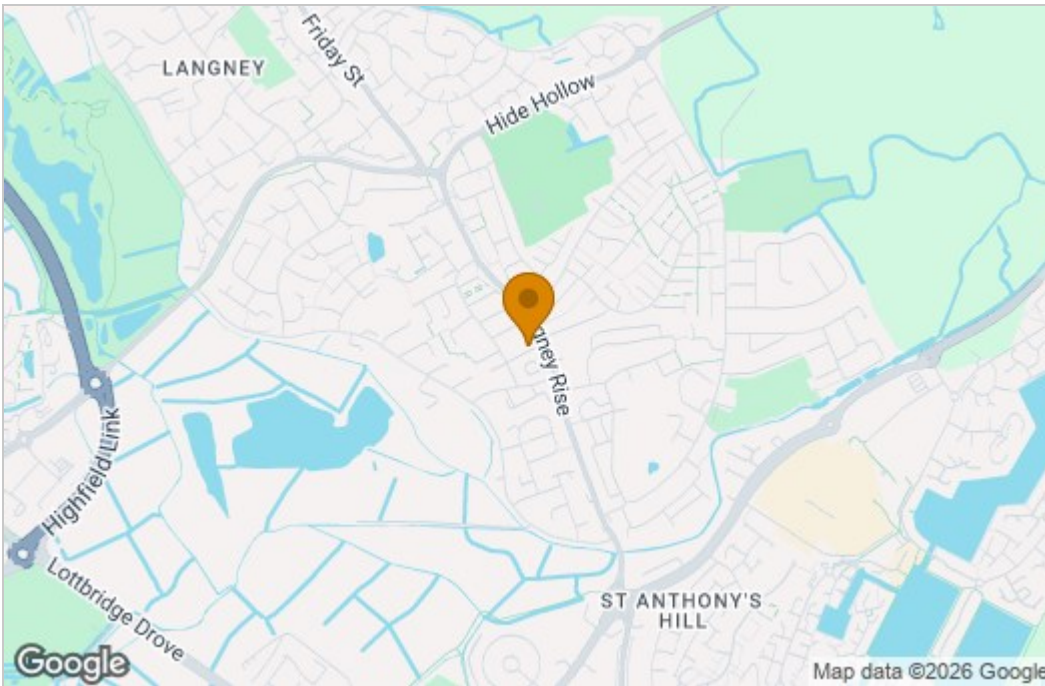 Friday St
LANGNEY
Hide Hollow
ney Rise
Highfield Link
Lottbridge Drove
ST ANTHONY'S
HILL
Google
Map data ©2026 Google